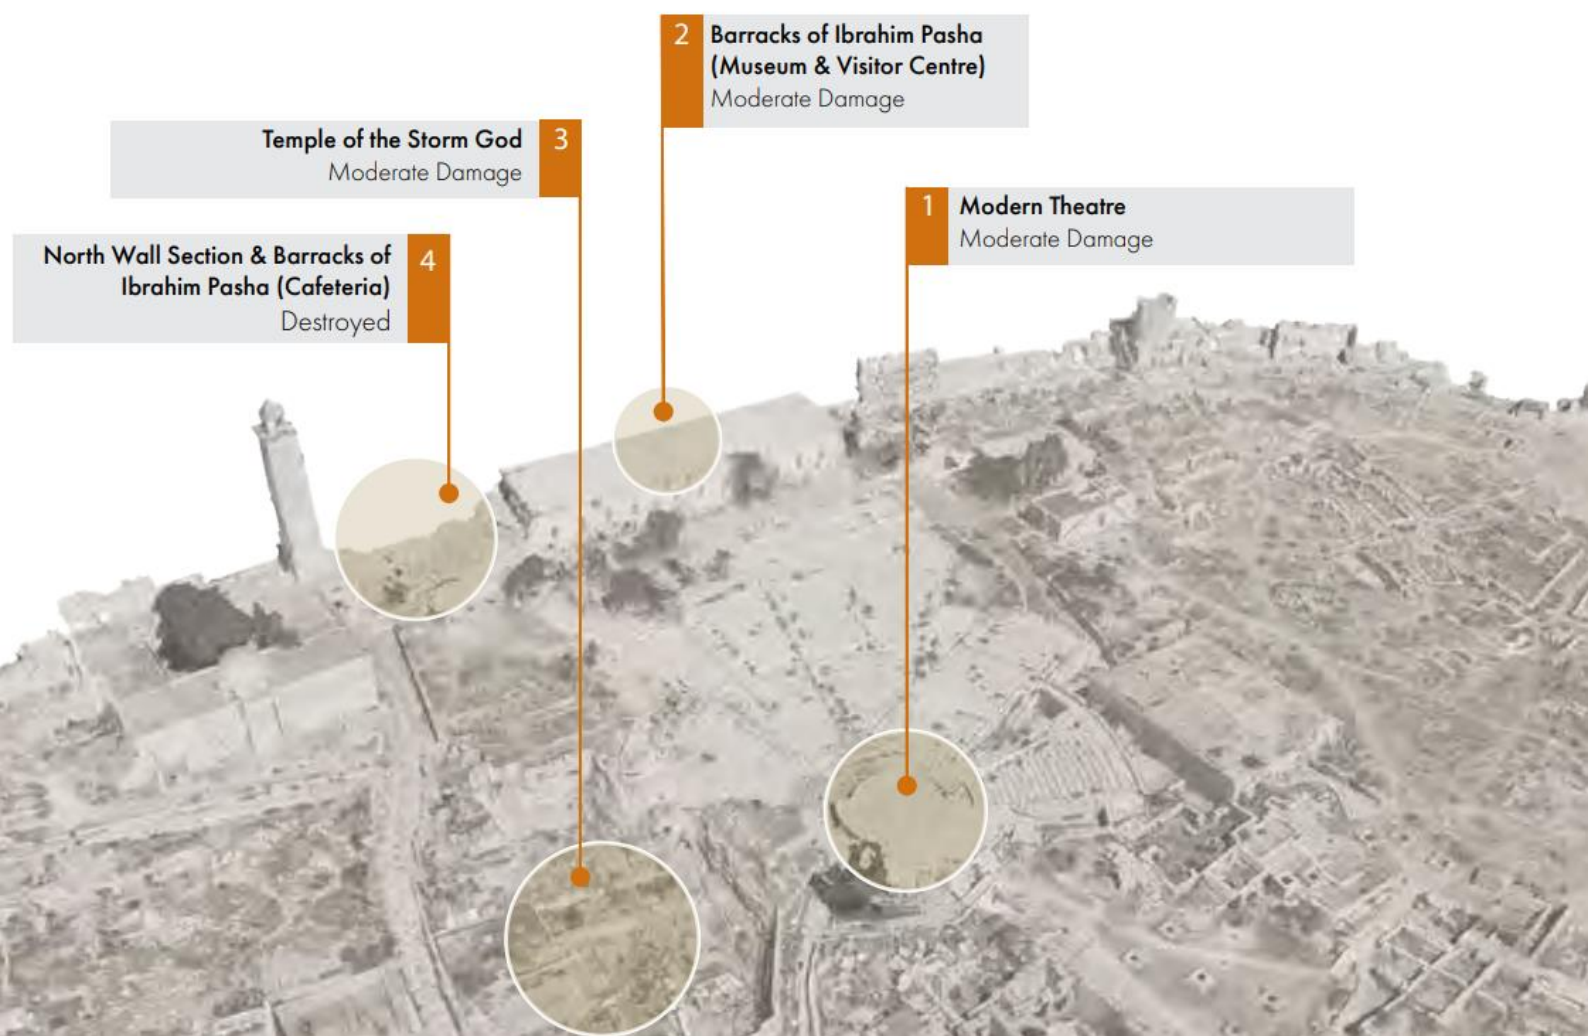 2
Barracks of Ibrahim Pasha
(Museum & Visitor Centre)
Moderate Damage
3
Temple of the Storm God
Moderate Damage
1
Modern Theatre
Moderate Damage
4
North Wall Section & Barracks of
Ibrahim Pasha (Cafeteria)
Destroyed